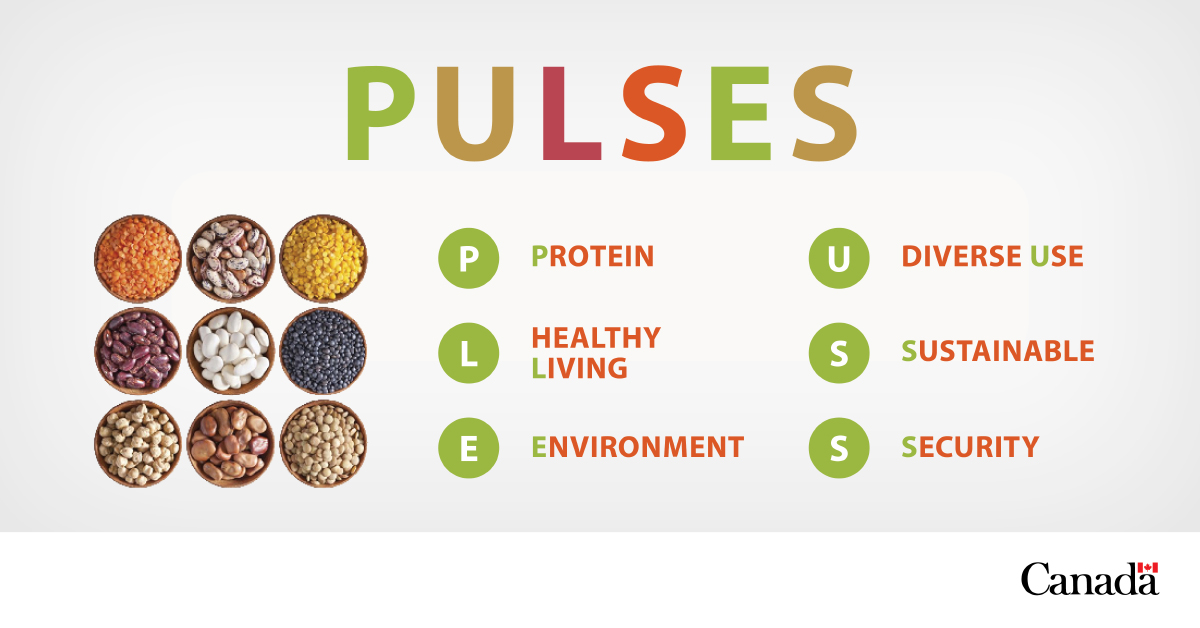 PULSES
P PROTEIN
U DIVERSE USE
L HEALTHY
LIVING
S SUSTAINABLE
E ENVIRONMENT
S SECURITY
Canada